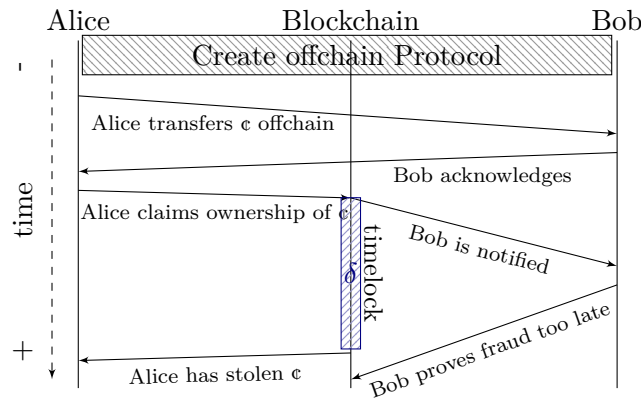 Alice Blockchain Bob
Create offchain Protocol
-
Alice transfers ¢ offchain
Bob acknowledges
Alice claims ownership of ¢
Bob is notified
time
timelock
δ
Bob proves fraud too late
+
Alice has stolen ¢